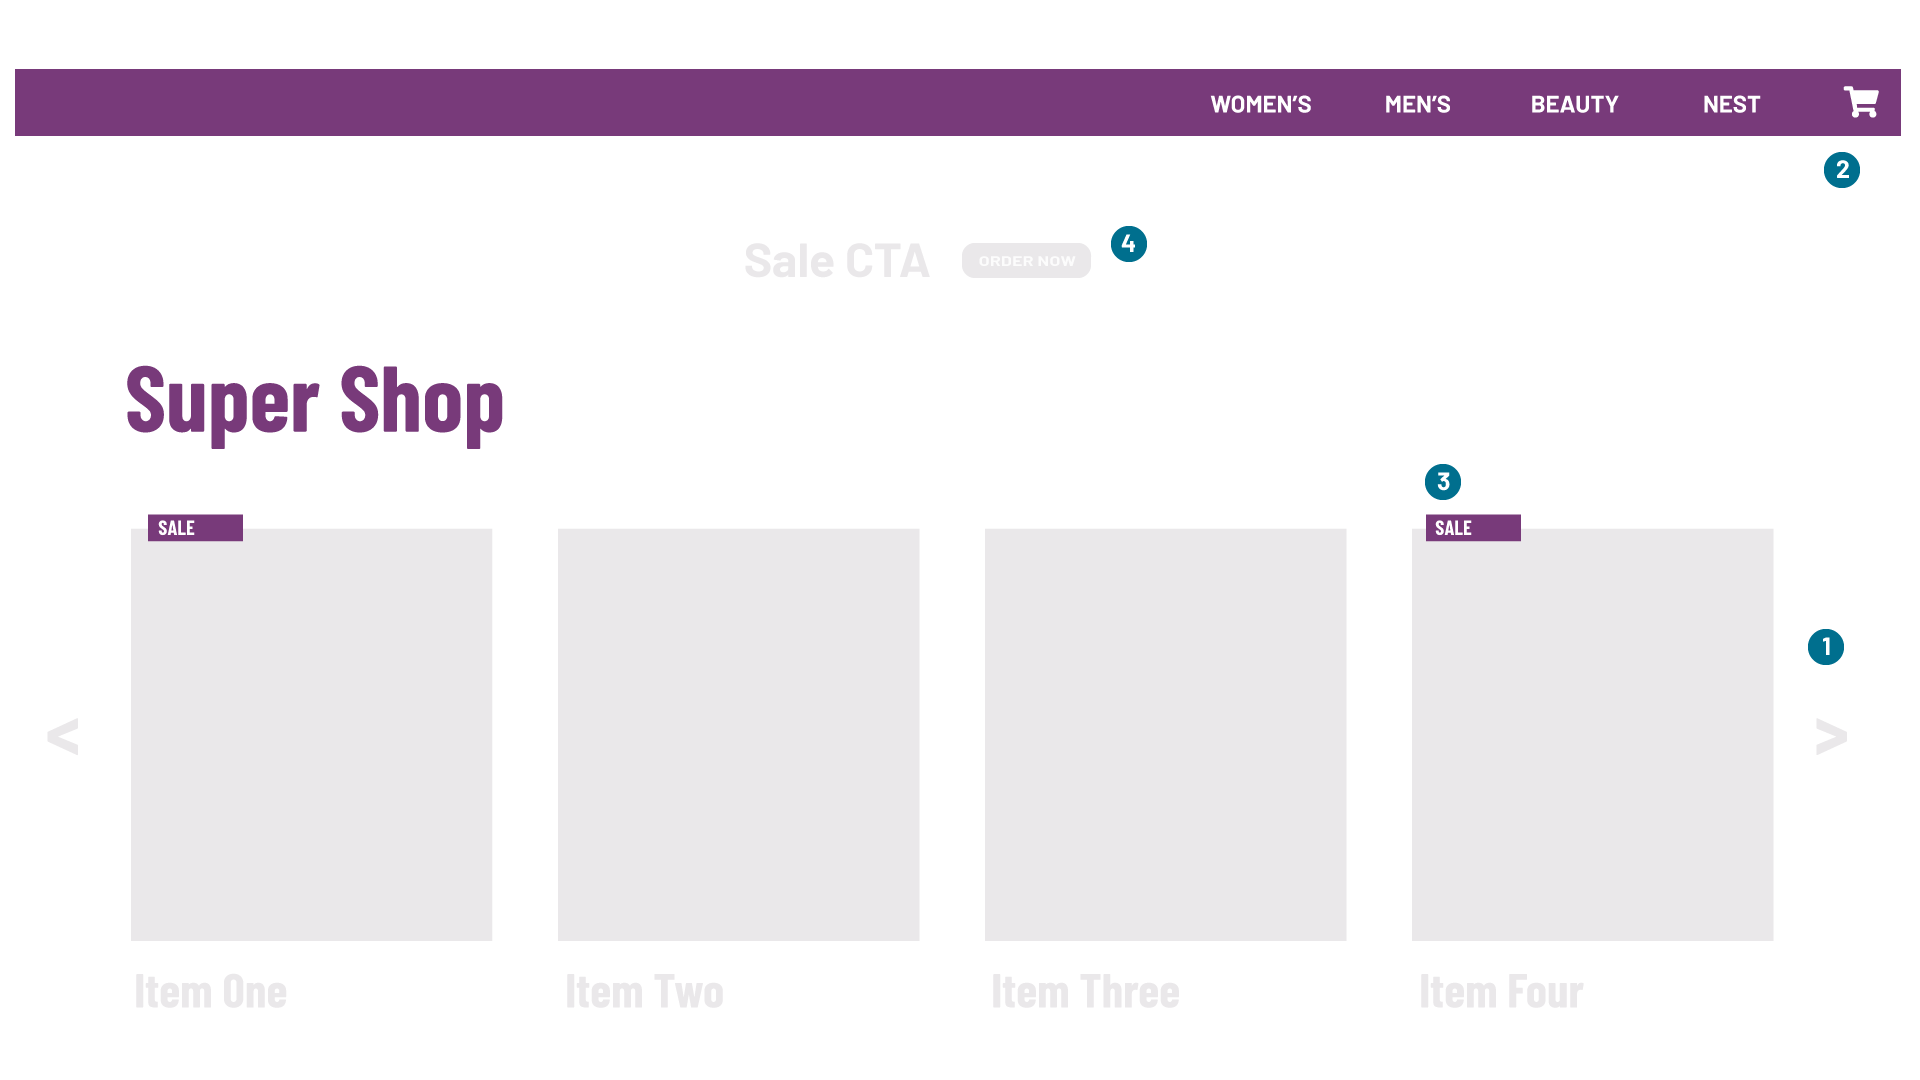 WOMEN’S MEN’S BEAUTY NEST
2
4
Sale CTA ORDER NOW
Super Shop
3
SALE SALE
1
< >
Item One Item Two Item Three Item Four